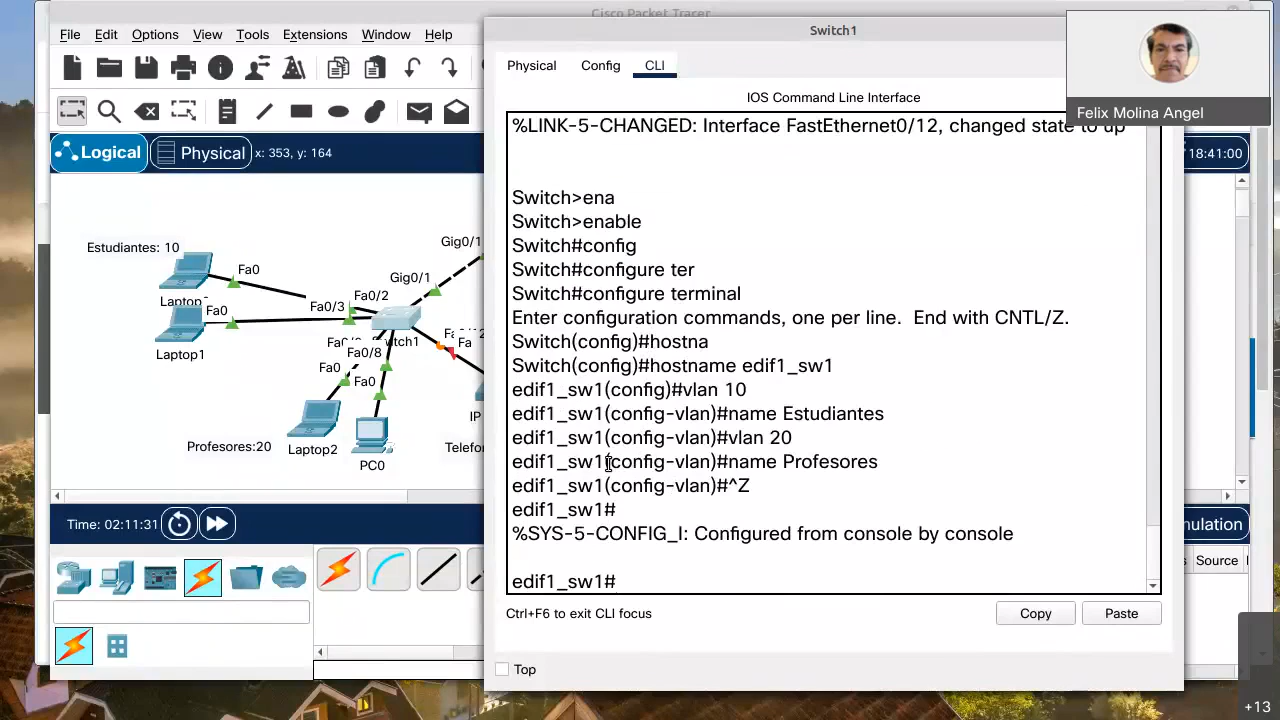 Cisco Packet Tracer
File Edit Options View Tools Extensions Window Help
Logical Physical x: 353, y: 164
18:41:00
Estudiantes: 10
Fa0
Gig0/1
Gig0/1
Fa0/2
Fa0/3
Fa0
Laptop1
Fa0/8
Fa0
Fa0
Profesores:20
Laptop2
PC0
IP
Telefor
Time: 02:11:31
mulation
s Source
Switch1
Physical Config CLI
IOS Command Line Interface
%LINK-5-CHANGED: Interface FastEthernet0/12, changed state to up
Switch>ena
Switch>enable
Switch#config
Switch#configure ter
Switch#configure terminal
Enter configuration commands, one per line.  End with CNTL/Z.
Switch(config)#hostna
Switch(config)#hostname edif1_sw1
edif1_sw1(config)#vlan 10
edif1_sw1(config-vlan)#name Estudiantes
edif1_sw1(config-vlan)#vlan 20
edif1_sw1(config-vlan)#name Profesores
edif1_sw1(config-vlan)#^Z
edif1_sw1#
%SYS-5-CONFIG_I: Configured from console by console
edif1_sw1#
Ctrl+F6 to exit CLI focus
Copy Paste
Top
Felix Molina Angel
+13